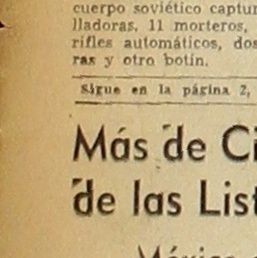 cuerpo soviético captur
lladoras, 11 morteros,
rifles automáticos, dos
ras y otro botín.
Sigue en la página 2,
Más de Ci
de las List
México